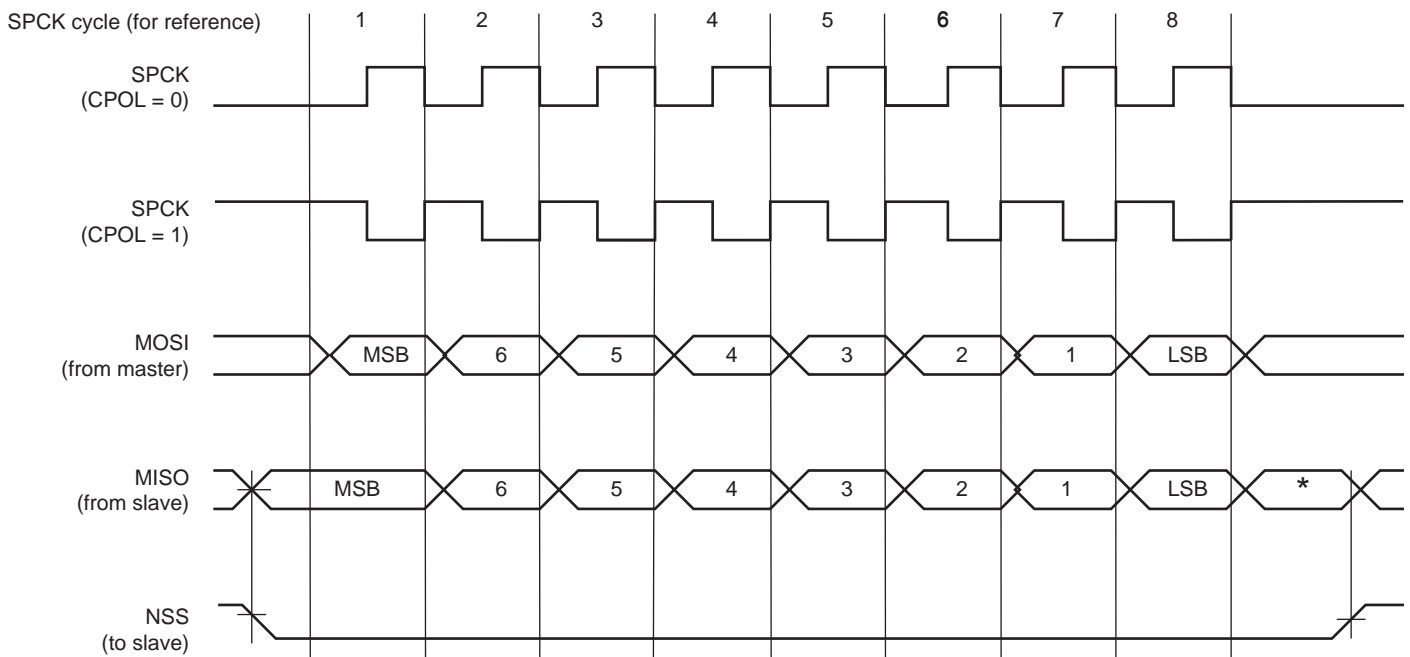 SPCK cycle (for reference) 1 2 3 4 5 6 7 8
SPCK
(CPOL = 0)
SPCK
(CPOL = 1)
MOSI
(from master)
MSB 6 5 4 3 2 1 LSB
MISO
(from slave)
MSB 6 5 4 3 2 1 LSB *
NSS
(to slave)